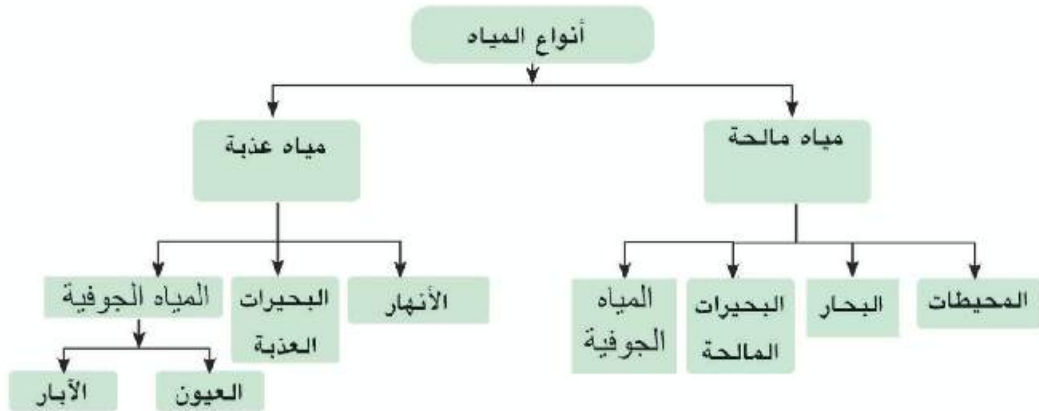 أنواع المياه
مياه مالحة
مياه عذبة
المحيطات
البحار
البحيرات
المالحة
المياه
الجوفية
الأنهار
البحيرات
العذبة
المياه الجوفية
العيون
الآبار